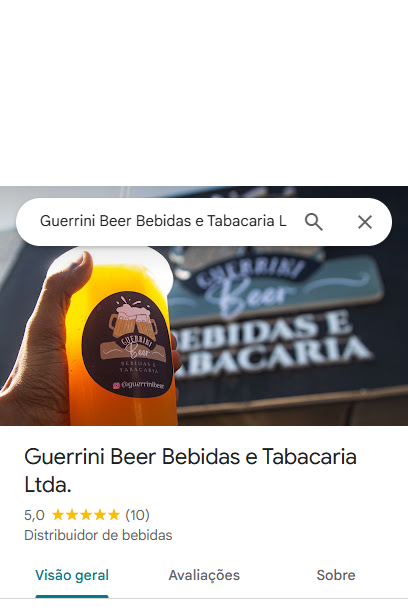 Guerrini Beer Bebidas e Tabacaria L
GUERRINI
Beer
BEBIDAS E
TABACARIA
GUERRINI
Beer
BEBIDAS E
TABACARIA
@guerrinibeer
Guerrini Beer Bebidas e Tabacaria
Ltda.
5,0 ★★★★★ (10)
Distribuidor de bebidas
Visão geral Avaliações Sobre